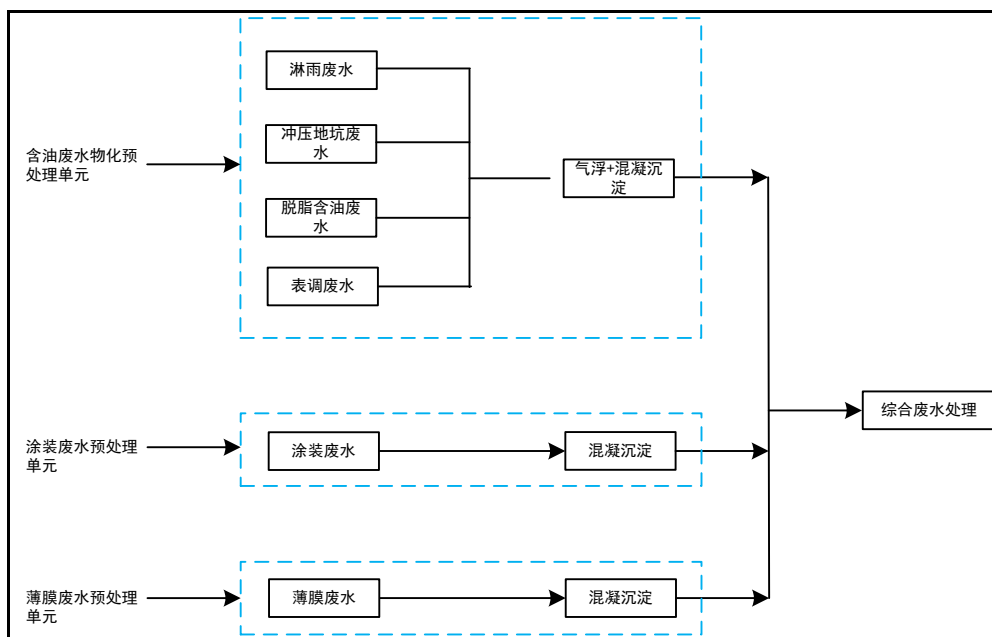 淋雨废水
冲压地坑废
水
含油废水物化预
处理单元
气浮+混凝沉
淀
脱脂含油废
水
表调废水
综合废水处理
涂装废水预处理
单元
涂装废水
混凝沉淀
薄膜废水预处理
单元
薄膜废水
混凝沉淀